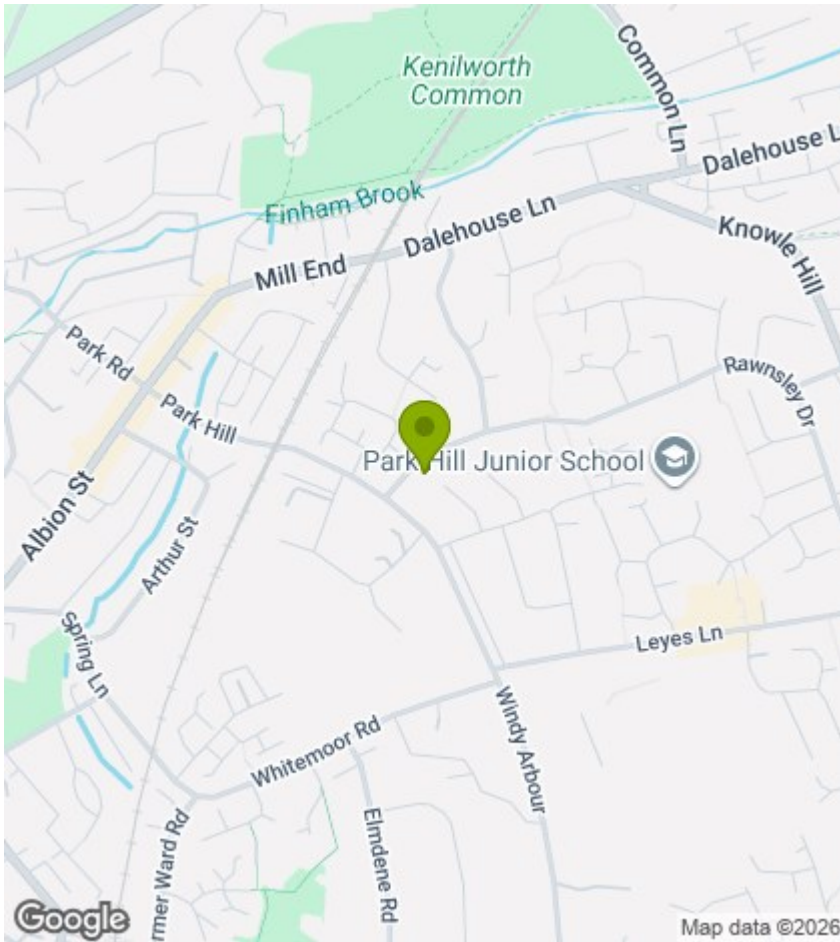 Kenilworth
Common
Common Ln
Dalehouse L
Finham Brook
Dalehouse Ln
Mill End
Knowle Hill
Park Rd
Park Hill
Rawnsley Dr
Park Hill Junior School
Albion St
Arthur St
Spring Ln
Leyes Ln
Windy Arbour
Whitemoor Rd
Elmdene Rd
rmer Ward Rd
Google
Map data ©2026